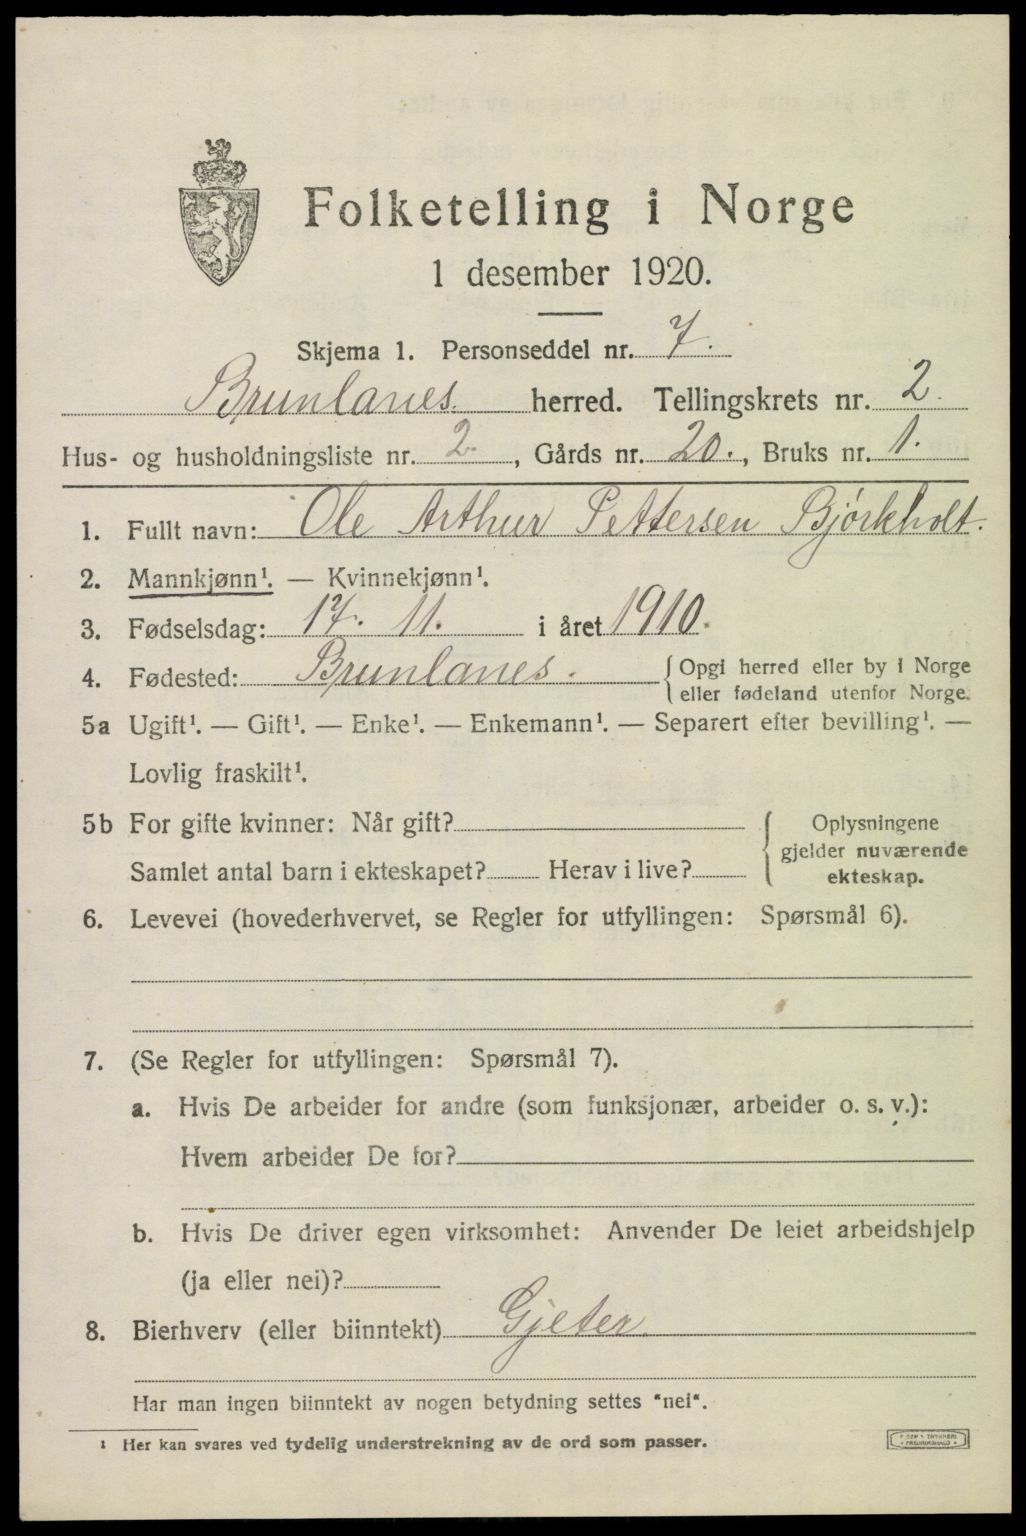 Folketelling i Norge
1 desember 1920.
Skjema 1. Personseddel nr. 7.
Brunlanes. herred. Tellingskrets nr. 2.
Hus- og husholdningsliste nr. 2., Gårds nr. 20., Bruks nr. 1.
1. Fullt navn: Ole Arthur Pettersen Bjørkholt.
2. Mannkjønn¹. — Kvinnekjønn¹.
3. Fødselsdag: 17. 11. i året 1910.
4. Fødested: Brunlanes. { Opgi herred eller by i Norge
eller fødeland utenfor Norge.
5a Ugift¹. — Gift¹. — Enke¹. — Enkemann¹. — Separert efter bevilling¹. —
Lovlig fraskilt¹.
5b For gifte kvinner: Når gift? { Oplysningene
gjelder nuværende
Samlet antal barn i ekteskapet? Herav i live?
ekteskap.
6. Levevei (hovederhvervet, se Regler for utfyllingen: Spørsmål 6).
7. (Se Regler for utfyllingen: Spørsmål 7).
a. Hvis De arbeider for andre (som funksjonær, arbeider o. s. v.):
Hvem arbeider De for?
b. Hvis De driver egen virksomhet: Anvender De leiet arbeidshjelp
(ja eller nei)?
8. Bierhverv (eller biinntekt) Gjeter.
Har man ingen biinntekt av nogen betydning settes "nei".
¹ Her kan svares ved tydelig understrekning av de ord som passer.